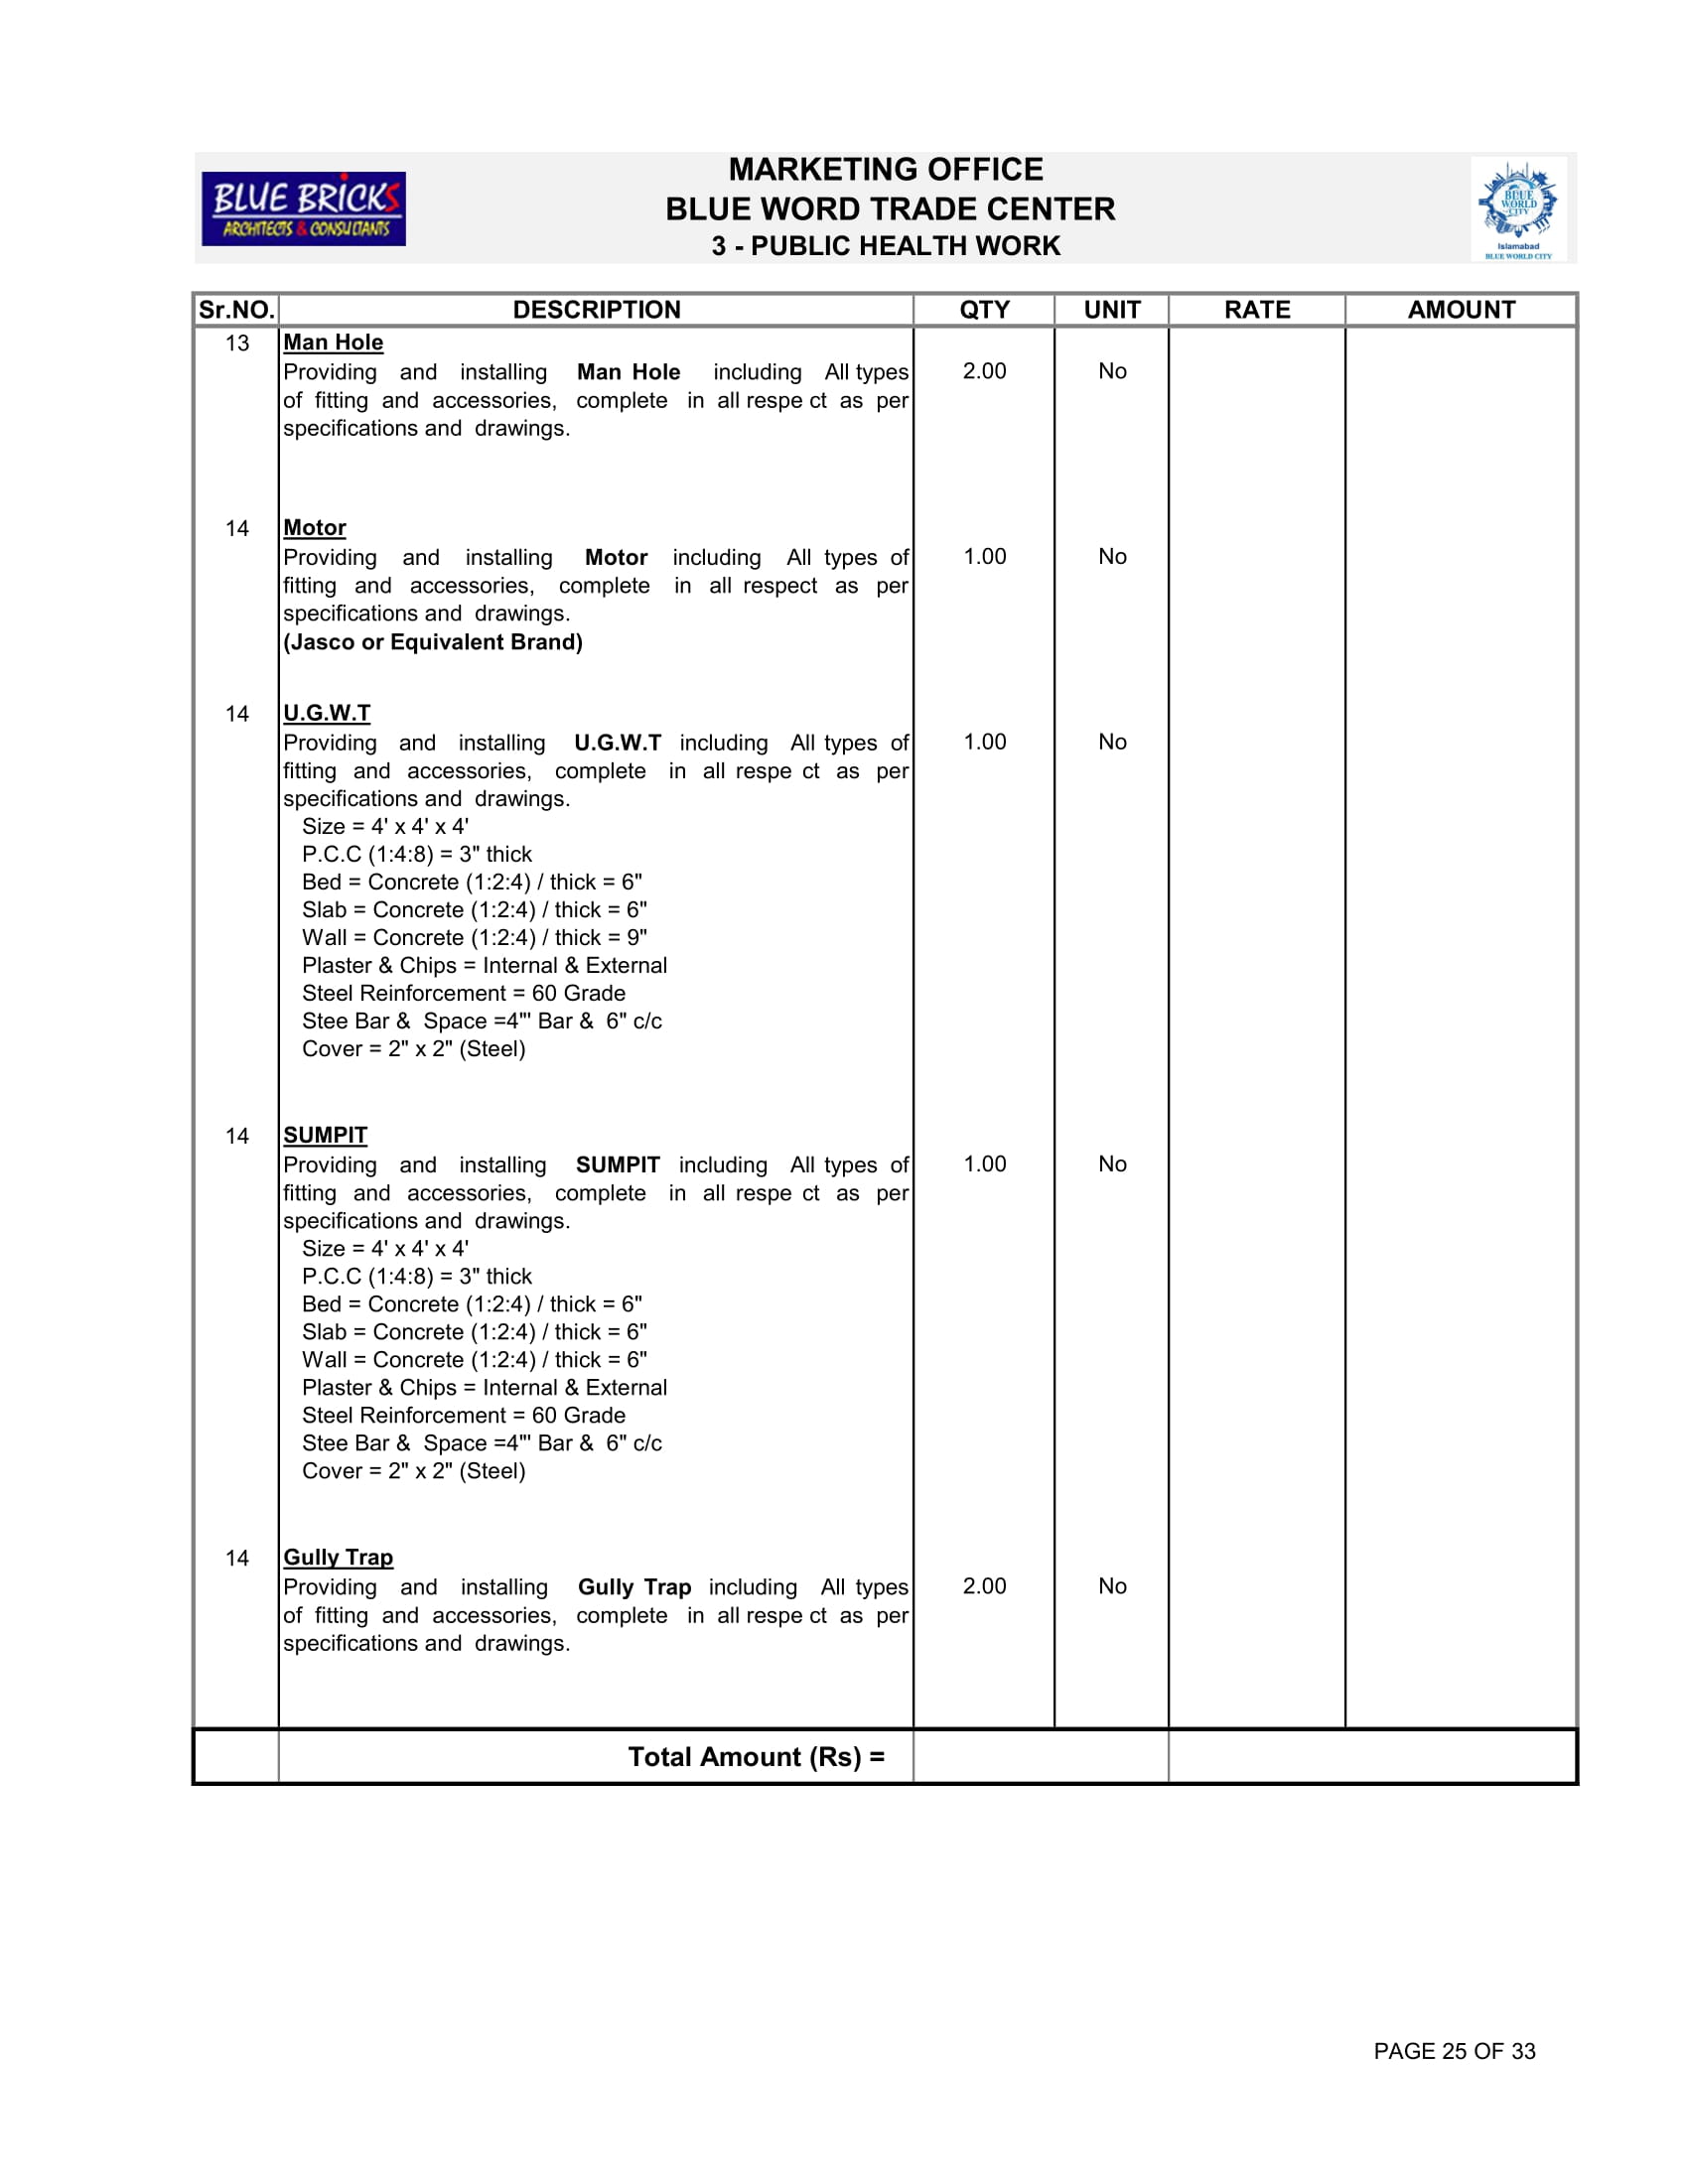 BLUE BRiCKS
ARCHITECTS & CONSULTANTS
MARKETING OFFICE
BLUE WORD TRADE CENTER
3 - PUBLIC HEALTH WORK
BLUE
WORLD
CITY
Islamabad
BLUE WORLD CITY
Sr.NO. DESCRIPTION QTY UNIT RATE AMOUNT
13 Man Hole
Providing and installing Man Hole including All types 2.00 No
of fitting and accessories, complete in all respe ct as per
specifications and drawings.
14 Motor
Providing and installing Motor including All types of 1.00 No
fitting and accessories, complete in all respect as per
specifications and drawings.
(Jasco or Equivalent Brand)
14 U.G.W.T
Providing and installing U.G.W.T including All types of 1.00 No
fitting and accessories, complete in all respe ct as per
specifications and drawings.
Size = 4' x 4' x 4'
P.C.C (1:4:8) = 3" thick
Bed = Concrete (1:2:4) / thick = 6"
Slab = Concrete (1:2:4) / thick = 6"
Wall = Concrete (1:2:4) / thick = 9"
Plaster & Chips = Internal & External
Steel Reinforcement = 60 Grade
Stee Bar & Space =4"' Bar & 6" c/c
Cover = 2" x 2" (Steel)
14 SUMPIT
Providing and installing SUMPIT including All types of 1.00 No
fitting and accessories, complete in all respe ct as per
specifications and drawings.
Size = 4' x 4' x 4'
P.C.C (1:4:8) = 3" thick
Bed = Concrete (1:2:4) / thick = 6"
Slab = Concrete (1:2:4) / thick = 6"
Wall = Concrete (1:2:4) / thick = 6"
Plaster & Chips = Internal & External
Steel Reinforcement = 60 Grade
Stee Bar & Space =4"' Bar & 6" c/c
Cover = 2" x 2" (Steel)
14 Gully Trap
Providing and installing Gully Trap including All types 2.00 No
of fitting and accessories, complete in all respe ct as per
specifications and drawings.
Total Amount (Rs) =
PAGE 25 OF 33